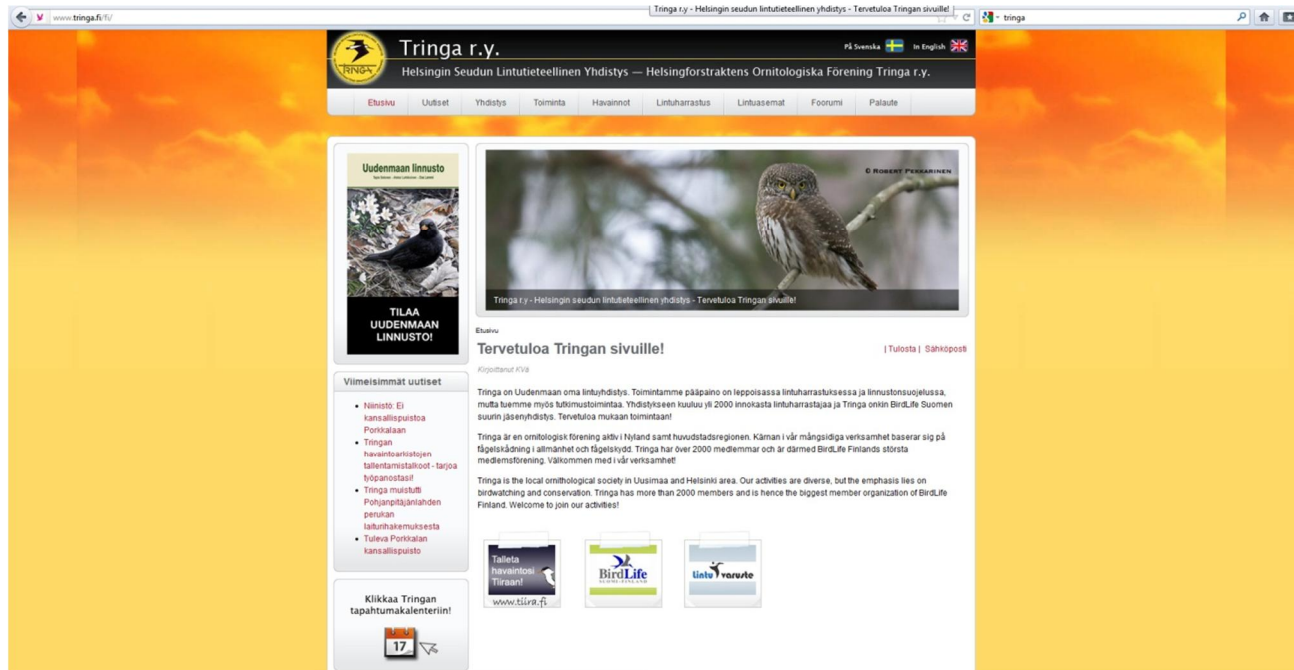 Tringa r.y - Helsingin seudun lintutieteellinen yhdistys - Tervetuloa Tringan sivuille!
www.tringa.fi/fi/
tringa
TRINGA
Tringa r.y.
På Svenska
In English
Helsingin Seudun Lintutieteellinen Yhdistys — Helsingforstraktens Ornitologiska Förening Tringa r.y.
Etusivu Uutiset Yhdistys Toiminta Havainnot Lintuharrastus Lintuasemat Foorumi Palaute
Uudenmaan linnusto
TILAA
UUDENMAAN
LINNUSTO!
© ROBERT PEKKARINEN
Tringa r.y - Helsingin seudun lintutieteellinen yhdistys - Tervetuloa Tringan sivuille!
Etusivu
Tervetuloa Tringan sivuille!
| Tulosta | Sähköposti
Kirjoittanut KVä
Tringa on Uudenmaan oma lintuyhdistys. Toimintamme pääpaino on leppoisassa lintuharrastuksessa ja linnustonsuojelussa,
mutta tuemme myös tutkimustoimintaa. Yhdistykseen kuuluu yli 2000 innokasta lintuharrastajaa ja Tringa onkin BirdLife Suomen
suurin jäsenyhdistys. Tervetuloa mukaan toimintaan!
Tringa är en ornitologisk förening aktiv i Nyland samt huvudstadsregionen. Kärnan i vår mångsidiga verksamhet baserar sig på
fågelskådning i allmänhet och fågelskydd. Tringa har över 2000 medlemmar och är därmed BirdLife Finlands största
medlemsförening. Välkommen med i vår verksamhet!
Tringa is the local ornithological society in Uusimaa and Helsinki area. Our activities are diverse, but the emphasis lies on
birdwatching and conservation. Tringa has more than 2000 members and is hence the biggest member organization of BirdLife
Finland. Welcome to join our activities!
Viimeisimmät uutiset
Niinistö: Ei
kansallispuistoa
Porkkalaan
Tringan
havaintoarkistojen
tallentamistalkoot - tarjoa
työpanostasi!
Tringa muistutti
Pohjanpitäjänlahden
perukan
laiturihakemuksesta
Tuleva Porkkalan
kansallispuisto
Talleta
havaintosi
Tiiraan!
www.tiira.fi
BirdLife
SUOMI-FINLAND
Lintuvaruste
Klikkaa Tringan
tapahtumakalenteriin!
17